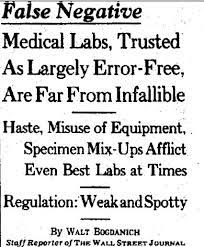 False Negative
Medical Labs, Trusted
As Largely Error-Free,
Are Far From Infallible
Haste, Misuse of Equipment,
Specimen Mix-Ups Afflict
Even Best Labs at Times
Regulation: Weak and Spotty
By Walt Bogdanich
Staff Reporter of The Wall Street Journal